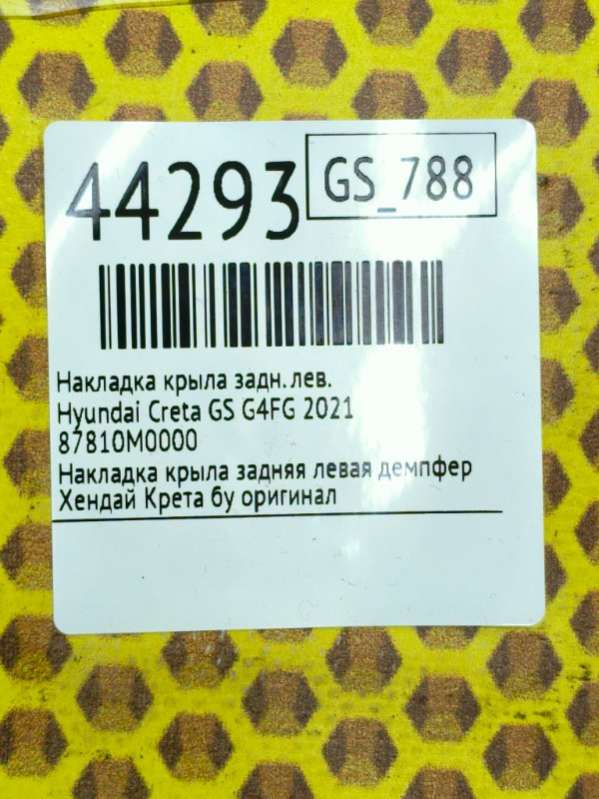 44293
GS_788
Накладка крыла задн. лев.
Hyundai Creta GS G4FG 2021
87810M0000
Накладка крыла задняя левая демпфер
Хендай Крета бу оригинал